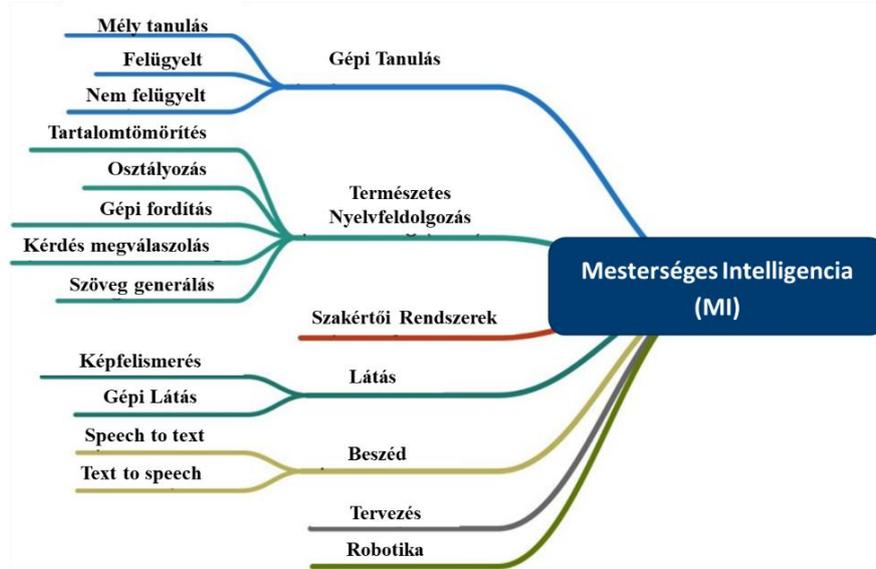 Mély tanulás
Felügyelt
Nem felügyelt
Gépi Tanulás
Tartalomtömörítés
Osztályozás
Gépi fordítás
Kérdés megválaszolás
Szöveg generálás
Természetes
Nyelvfeldolgozás
Szakértői Rendszerek
Képfelismerés
Gépi Látás
Látás
Speech to text
Text to speech
Beszéd
Tervezés
Robotika
Mesterséges Intelligencia
(MI)